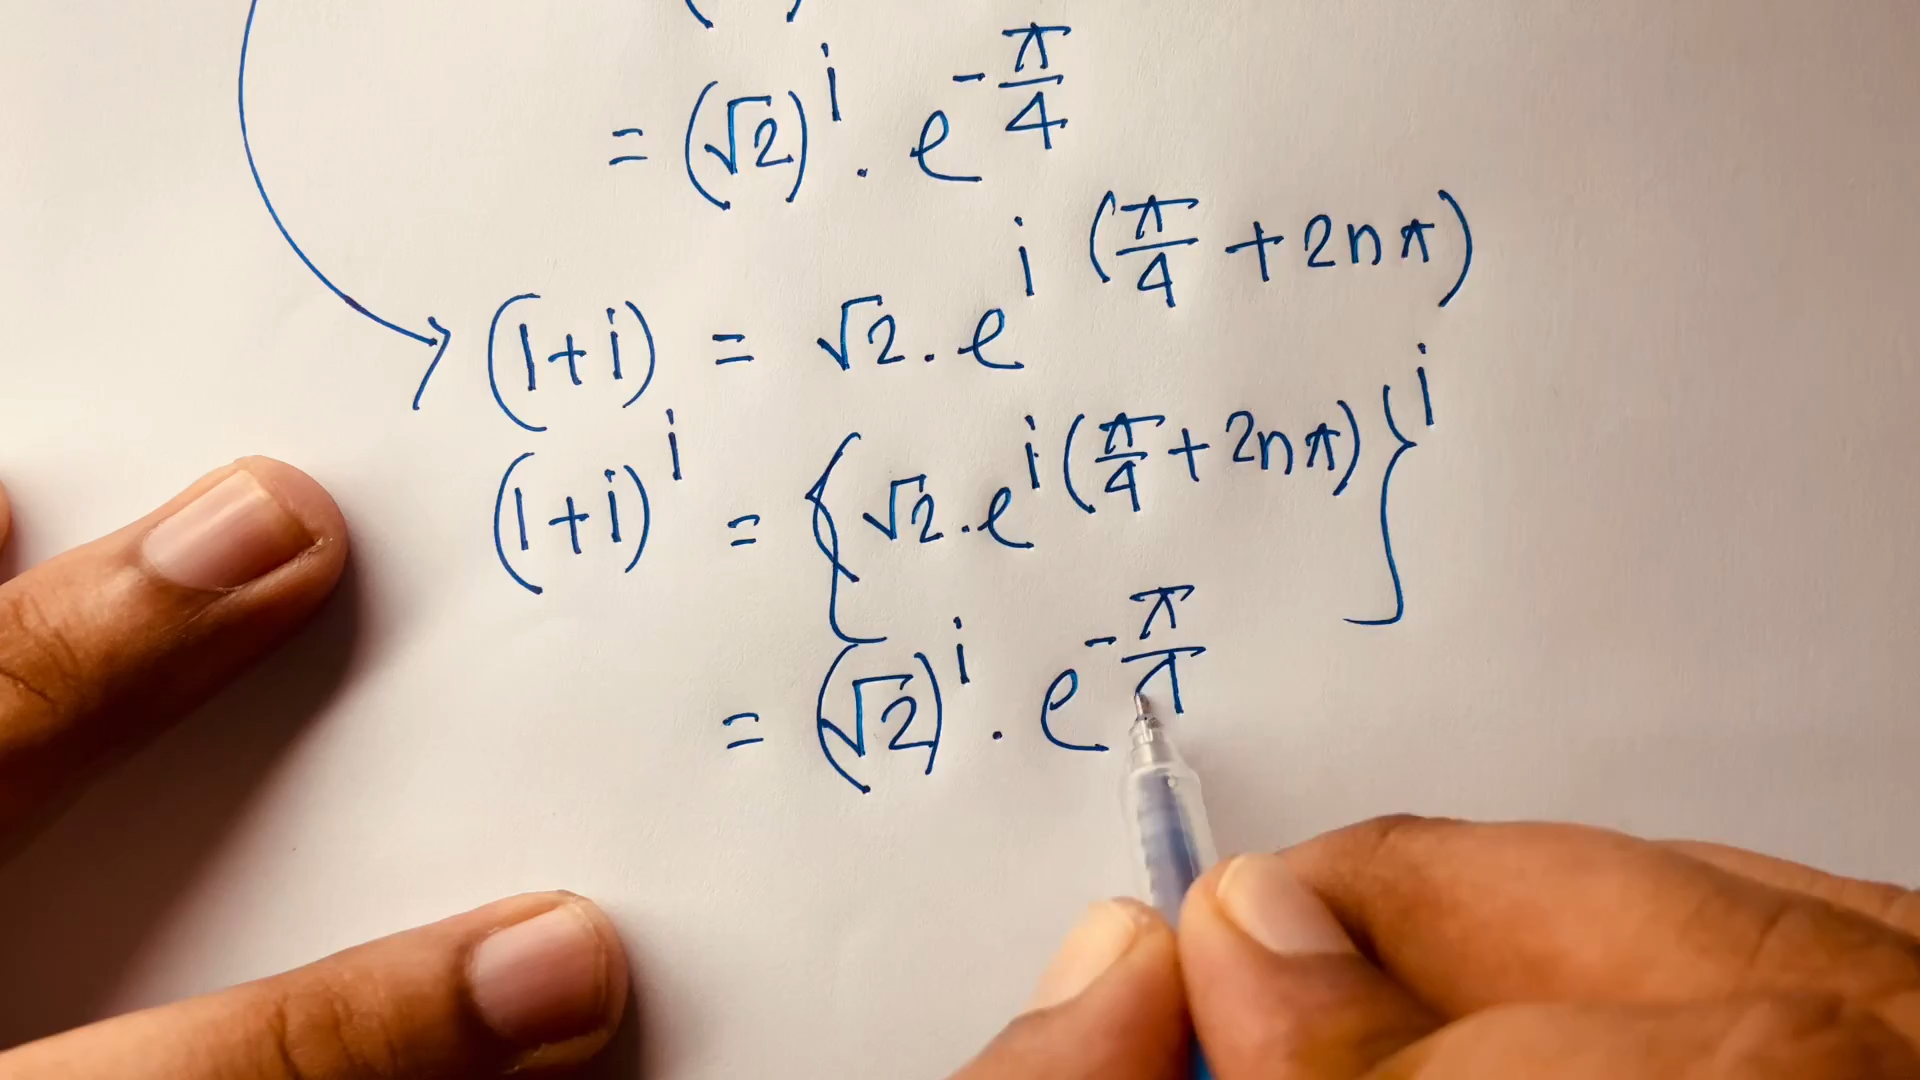 = (√2)^i . e^{-π/4}
(1+i) = √2 . e^{i(π/4 + 2nπ)}
(1+i)^i = {√2 . e^{i(π/4 + 2nπ)}}^i
= (√2)^i . e^{-π/4}